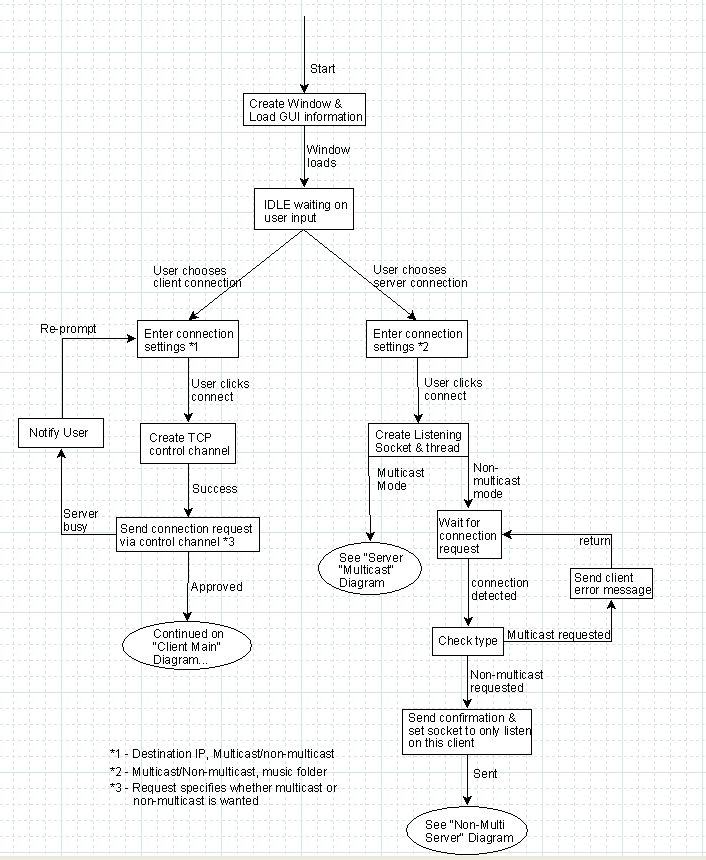 Start
Create Window &
Load GUI information
Window
loads
IDLE waiting on
user input
User chooses
client connection
User chooses
server connection
Re-prompt
Enter connection
settings *1
Enter connection
settings *2
User clicks
connect
User clicks
connect
Notify User
Create TCP
control channel
Create Listening
Socket & thread
Success
Multicast
Mode
Non-
multicast
mode
Server
busy
Send connection request
via control channel *3
Wait for
connection
request
return
See "Server
"Multicast"
Diagram
Approved
connection
detected
Send client
error message
Continued on
"Client Main"
Diagram...
Check type
Multicast requested
Non-multicast
requested
Send confirmation &
set socket to only listen
on this client
*1 - Destination IP, Multicast/non-multicast
*2 - Multicast/Non-multicast, music folder
*3 - Request specifies whether multicast or
non-multicast is wanted
Sent
See "Non-Multi
Server" Diagram